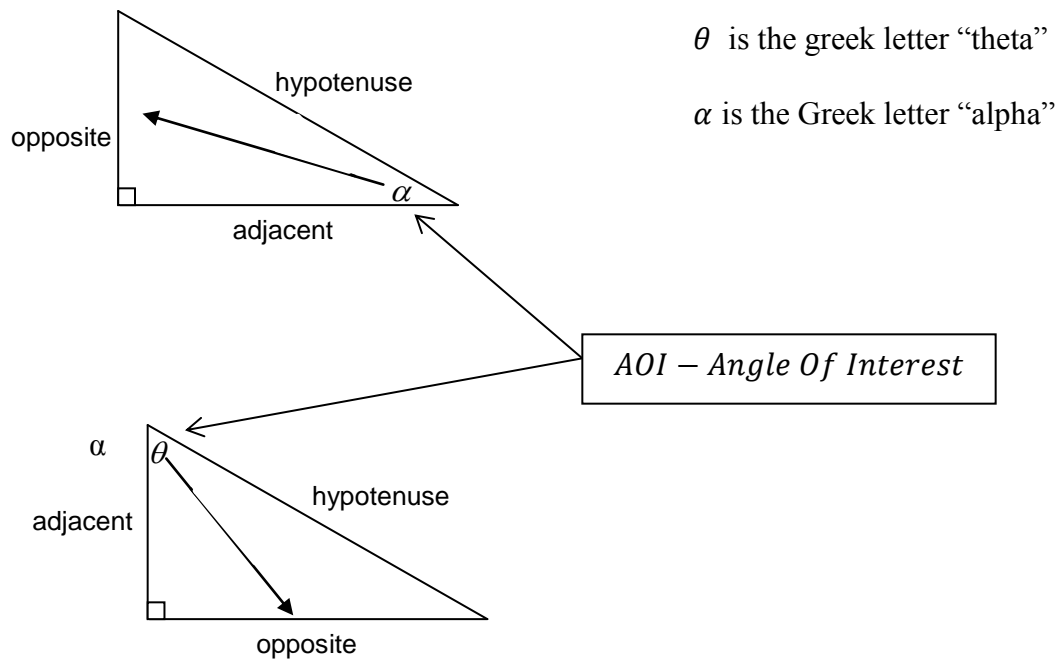 θ is the greek letter “theta”
hypotenuse
α is the Greek letter “alpha”
opposite
α
adjacent
AOI – Angle Of Interest
α
θ
hypotenuse
adjacent
opposite